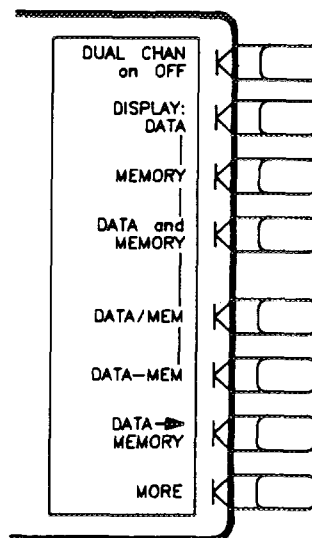 DUAL CHAN
on OFF
DISPLAY:
DATA
MEMORY
DATA and
MEMORY
DATA/MEM
DATA-MEM
DATA→
MEMORY
MORE